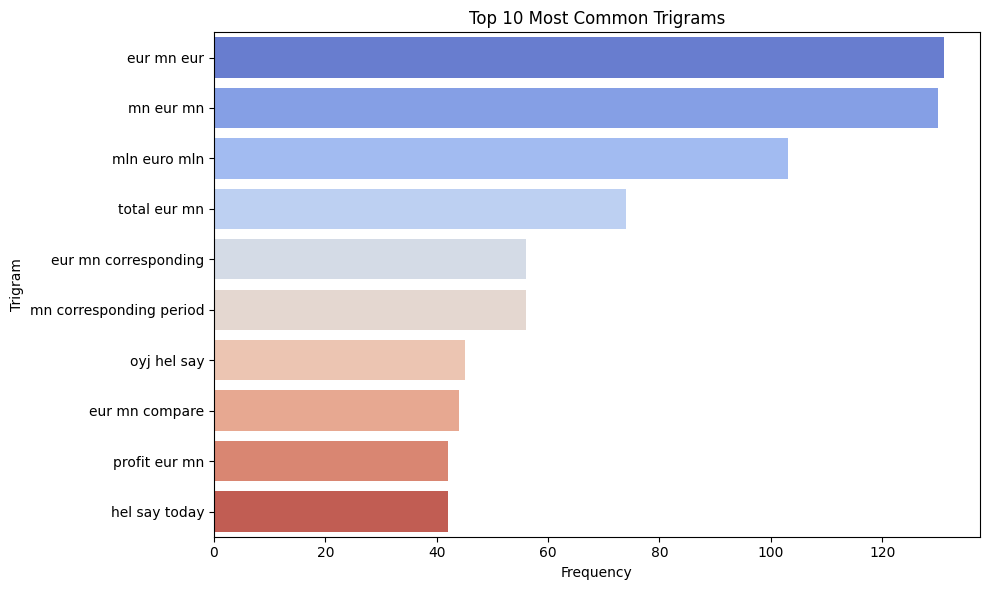 Top 10 Most Common Trigrams
Trigram
eur mn eur
mn eur mn
mln euro mln
total eur mn
eur mn corresponding
mn corresponding period
oyj hel say
eur mn compare
profit eur mn
hel say today
0 20 40 60 80 100 120
Frequency